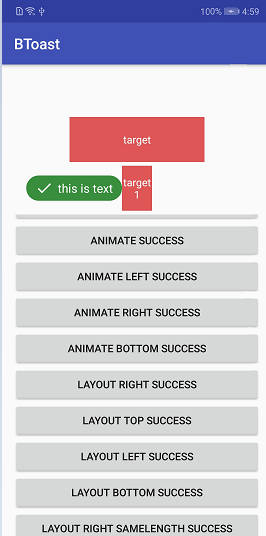 100% 4:59
BToast
target
this is text
target
1
ANIMATE SUCCESS
ANIMATE LEFT SUCCESS
ANIMATE RIGHT SUCCESS
ANIMATE BOTTOM SUCCESS
LAYOUT RIGHT SUCCESS
LAYOUT TOP SUCCESS
LAYOUT LEFT SUCCESS
LAYOUT BOTTOM SUCCESS
LAYOUT RIGHT SAMELENGTH SUCCESS